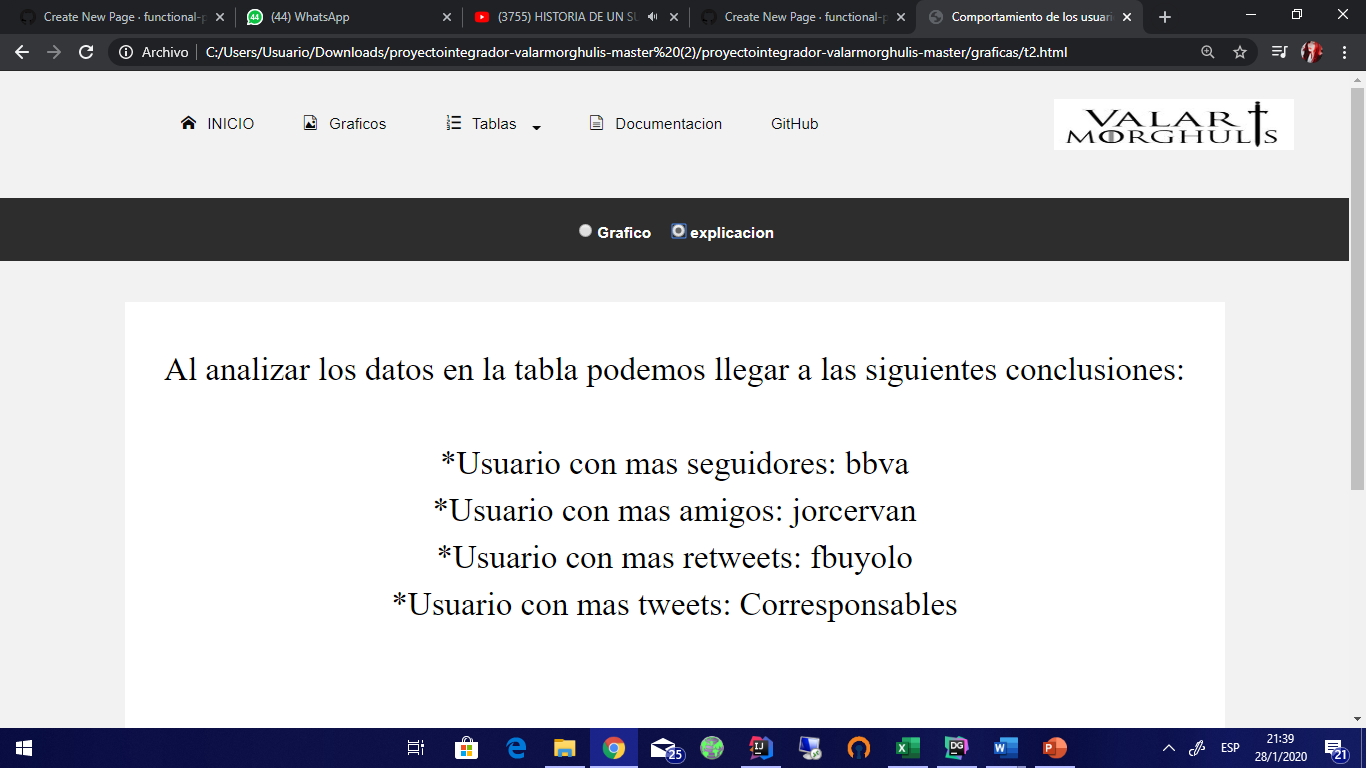 Create New Page · functional-p
(44) WhatsApp
(3755) HISTORIA DE UN SU
Create New Page · functional-p
Comportamiento de los usuari
Archivo
C:/Users/Usuario/Downloads/proyectointegrador-valarmorghulis-master%20(2)/proyectointegrador-valarmorghulis-master/graficas/t2.html
INICIO
Graficos
Tablas
Documentacion
GitHub
VALAR
MORGHULIS
Grafico
explicacion
Al analizar los datos en la tabla podemos llegar a las siguientes conclusiones:
*Usuario con mas seguidores: bbva
*Usuario con mas amigos: jorcervan
*Usuario con mas retweets: fbuyolo
*Usuario con mas tweets: Corresponsables
25
ESP
21:39
28/1/2020
21